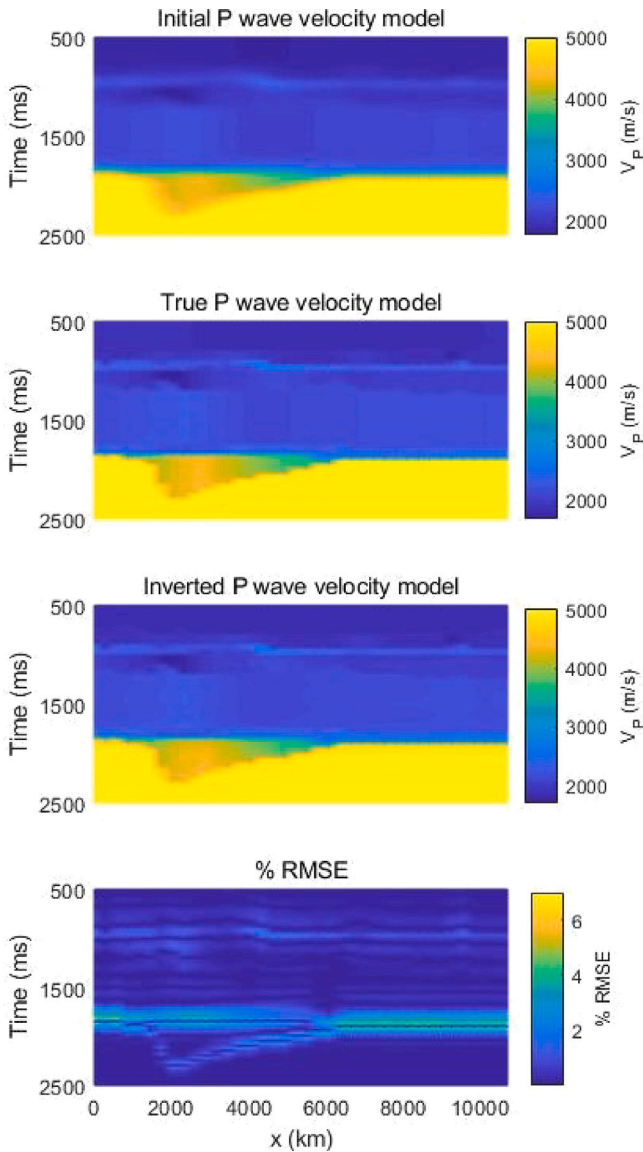 Initial P wave velocity model
500
1500
2500
Time (ms)
5000
4000
3000
2000
V_P (m/s)
True P wave velocity model
500
1500
2500
Time (ms)
5000
4000
3000
2000
V_P (m/s)
Inverted P wave velocity model
500
1500
2500
Time (ms)
5000
4000
3000
2000
V_P (m/s)
% RMSE
500
1500
2500
Time (ms)
6
4
2
% RMSE
0 2000 4000 6000 8000 10000
x (km)